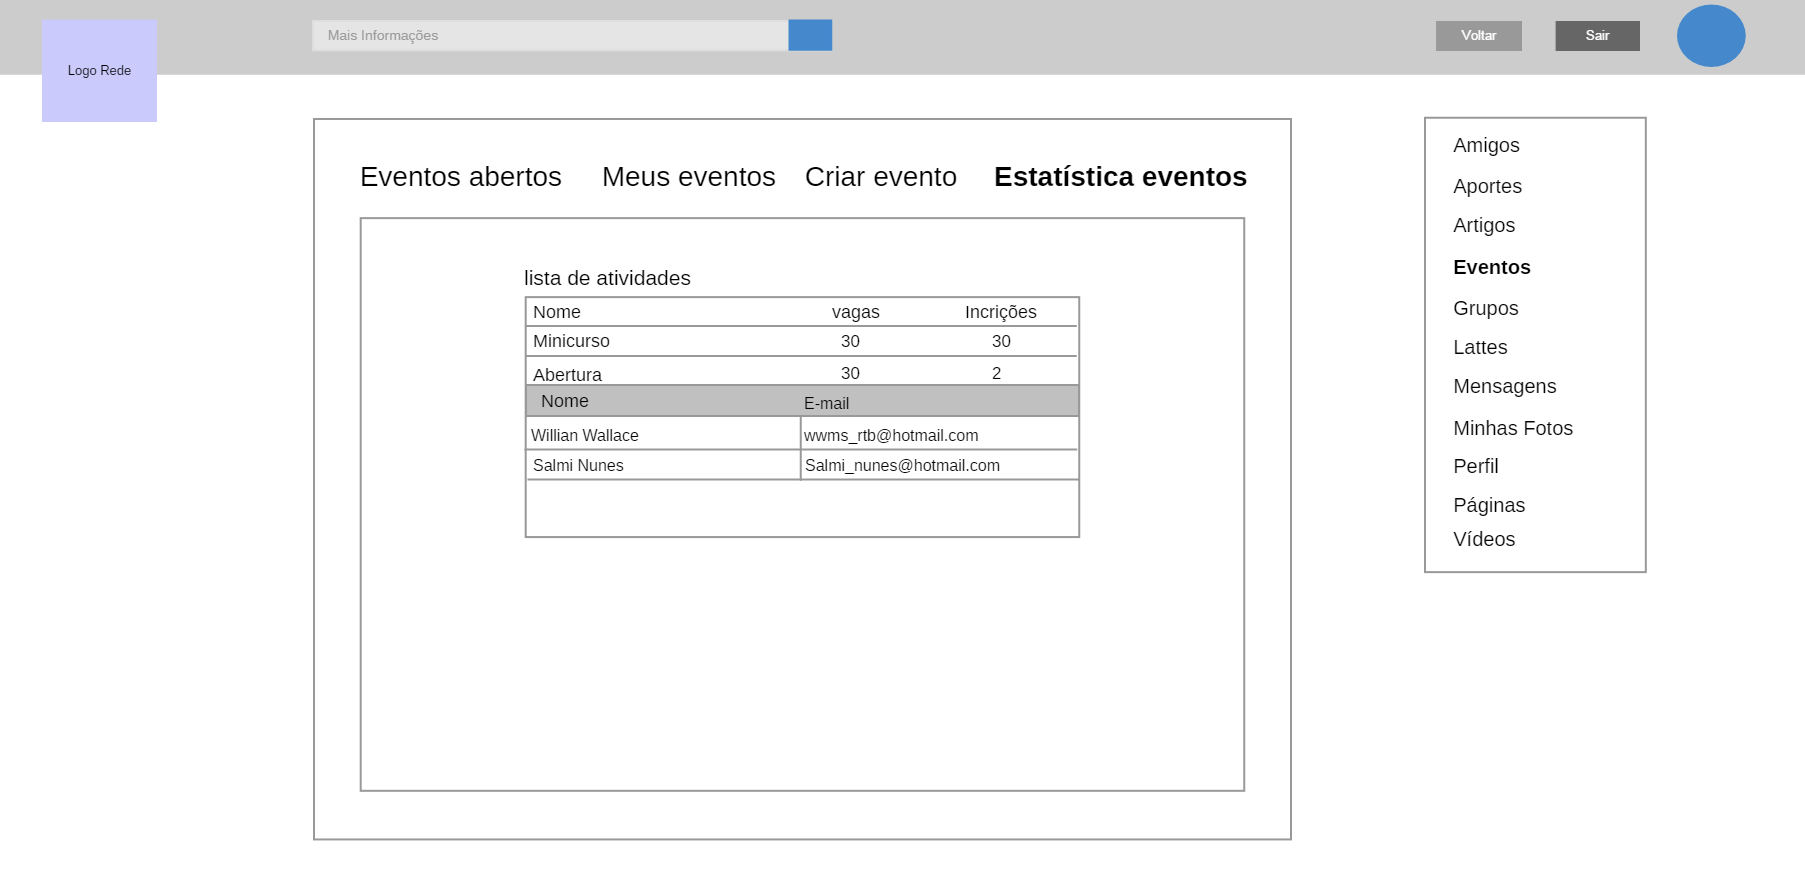 Mais Informações
Voltar
Sair
Logo Rede
Eventos abertos Meus eventos Criar evento Estatística eventos
lista de atividades
Nome vagas Incrições
Minicurso 30 30
Abertura 30 2
Nome E-mail
Willian Wallace wwms_rtb@hotmail.com
Salmi Nunes Salmi_nunes@hotmail.com
Amigos
Aportes
Artigos
Eventos
Grupos
Lattes
Mensagens
Minhas Fotos
Perfil
Páginas
Vídeos